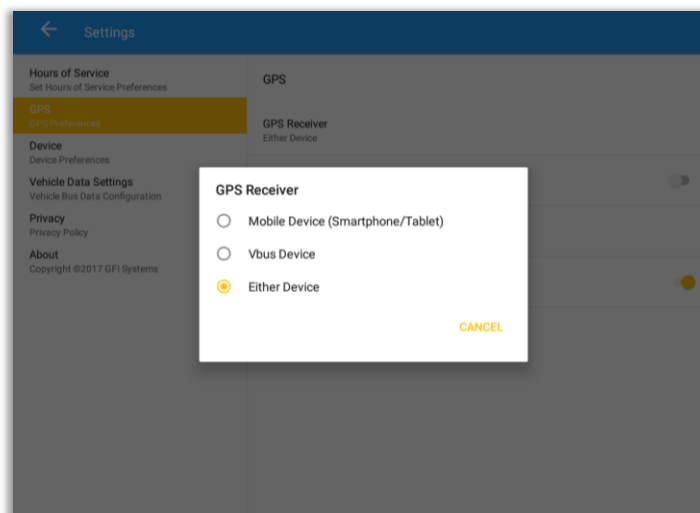 Settings
Hours of Service
Set Hours of Service Preferences
GPS
GPS Preferences
Device
Device Preferences
Vehicle Data Settings
Vehicle Bus Data Configuration
Privacy
Privacy Policy
About
Copyright ©2017 GFI Systems
GPS
GPS Receiver
Either Device
GPS Receiver
Mobile Device (Smartphone/Tablet)
Vbus Device
Either Device
CANCEL